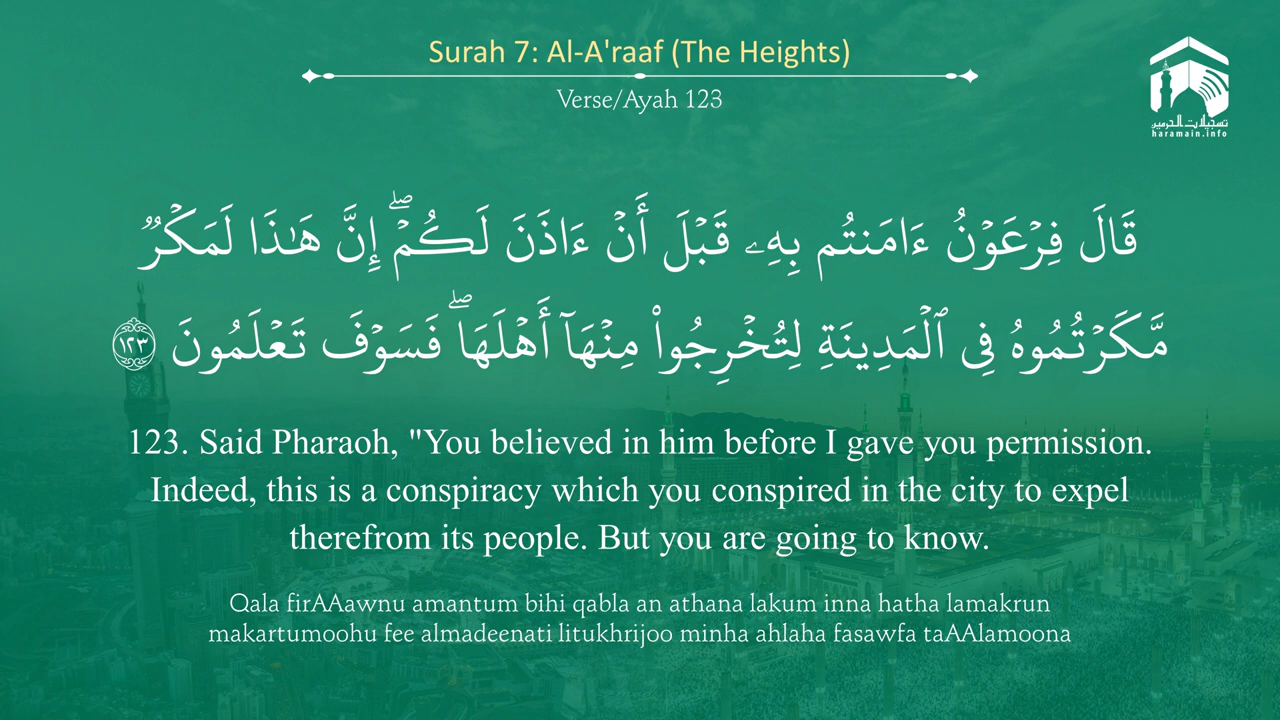 Surah 7: Al-A'raaf (The Heights)
Verse/Ayah 123
تسجيلات الحرمين
haramain.info
قَالَ فِرْعَوْنُ ءَامَنتُم بِهِۦ قَبْلَ أَنْ ءَاذَنَ لَكُمْ ۖ إِنَّ هَـٰذَا لَمَكْرٌ
مَّكَرْتُمُوهُ فِى ٱلْمَدِينَةِ لِتُخْرِجُوا۟ مِنْهَآ أَهْلَهَا ۖ فَسَوْفَ تَعْلَمُونَ ١٢٣
123. Said Pharaoh, "You believed in him before I gave you permission.
Indeed, this is a conspiracy which you conspired in the city to expel
therefrom its people. But you are going to know.
Qala firAAawnu amantum bihi qabla an athana lakum inna hatha lamakrun
makartumoohu fee almadeenati litukhrijoo minha ahlaha fasawfa taAAlamoona